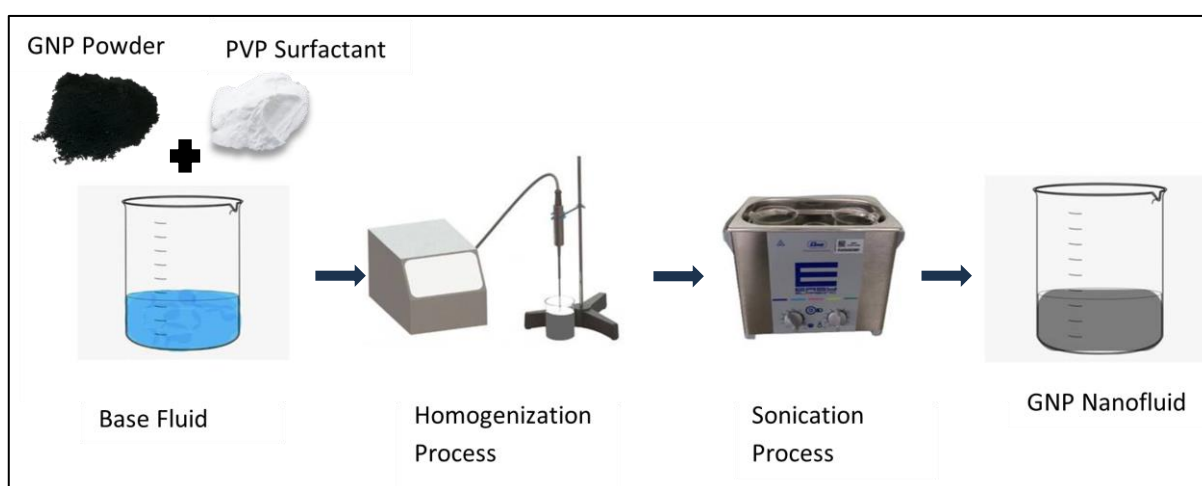 GNP Powder
PVP Surfactant
Base Fluid
Homogenization
Process
Sonication
Process
GNP Nanofluid
E